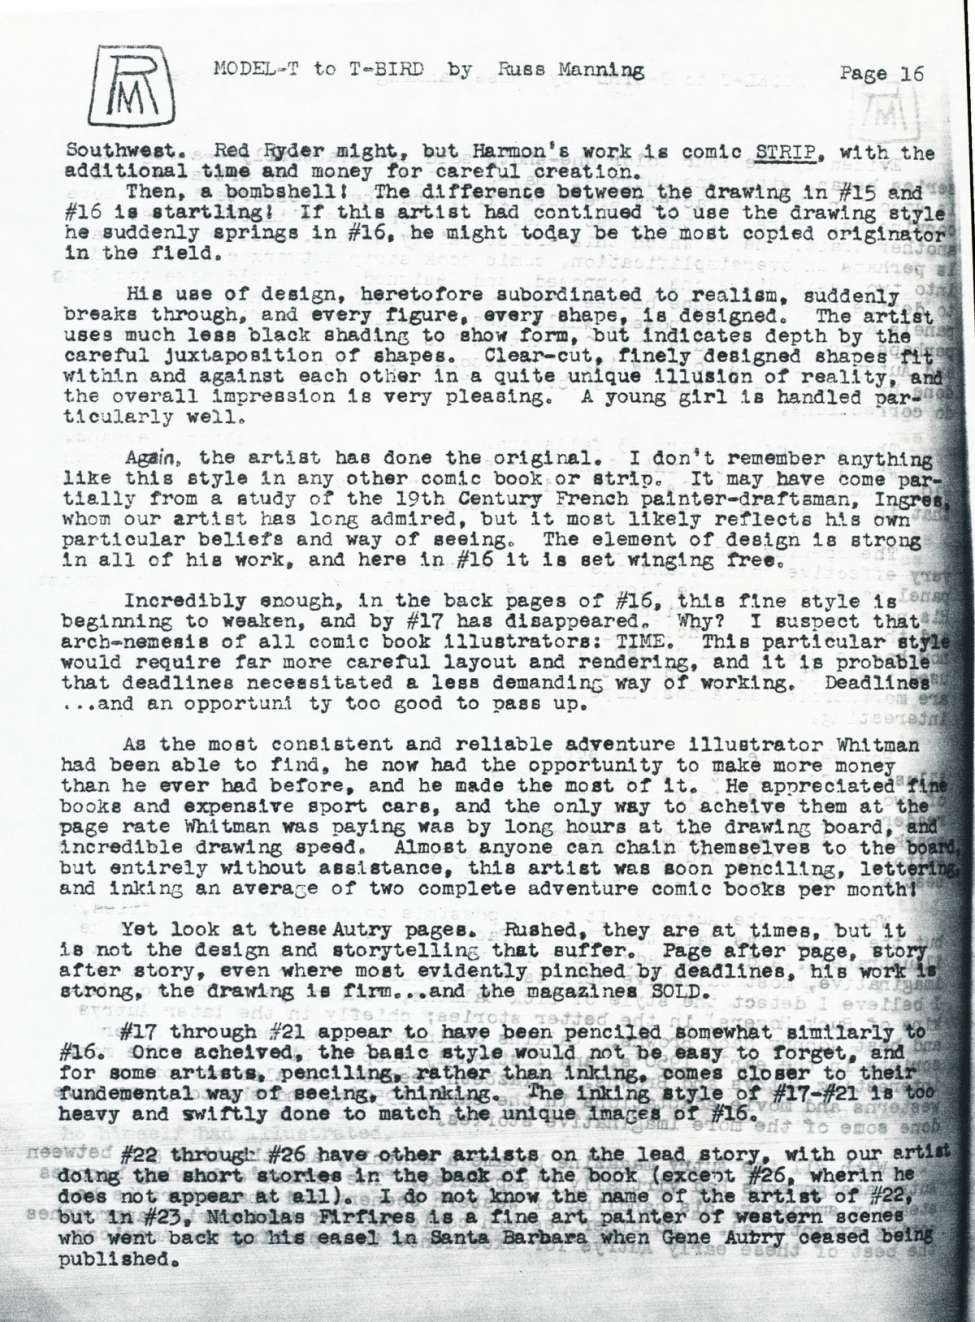 RM
MODEL-T to T-BIRD by Russ Manning
Page 16
Southwest. Red Ryder might, but Harmon's work is comic STRIP, with the
additional time and money for careful creation.
Then, a bombshell! The difference between the drawing in #15 and
#16 is startling! If this artist had continued to use the drawing style
he suddenly springs in #16, he might today be the most copied originator
in the field.
His use of design, heretofore subordinated to realism, suddenly
breaks through, and every figure, every shape, is designed. The artist
uses much less black shading to show form, but indicates depth by the
careful juxtaposition of shapes. Clear-cut, finely designed shapes fit
within and against each other in a quite unique illusion of reality, and
the overall impression is very pleasing. A young girl is handled par-
ticularly well.
Again, the artist has done the original. I don't remember anything
like this style in any other comic book or strip. It may have come par-
tially from a study of the 19th Century French painter-draftsman, Ingres,
whom our artist has long admired, but it most likely reflects his own
particular beliefs and way of seeing. The element of design is strong
in all of his work, and here in #16 it is set winging free.
Incredibly enough, in the back pages of #16, this fine style is
beginning to weaken, and by #17 has disappeared. Why? I suspect that
arch-nemesis of all comic book illustrators: TIME. This particular style
would require far more careful layout and rendering, and it is probable
that deadlines necessitated a less demanding way of working. Deadlines
...and an opportuni ty too good to pass up.
As the most consistent and reliable adventure illustrator Whitman
had been able to find, he now had the opportunity to make more money
than he ever had before, and he made the most of it. He appreciated fine
books and expensive sport cars, and the only way to acheive them at the
page rate Whitman was paying was by long hours at the drawing board, and
incredible drawing speed. Almost anyone can chain themselves to the board,
but entirely without assistance, this artist was soon penciling, lettering,
and inking an average of two complete adventure comic books per month!
Yet look at these Autry pages. Rushed, they are at times, but it
is not the design and storytelling that suffer. Page after page, story
after story, even where most evidently pinched by deadlines, his work is
strong, the drawing is firm...and the magazines SOLD.
#17 through #21 appear to have been penciled somewhat similarly to
#16. Once acheived, the basic style would not be easy to forget, and
for some artists, penciling, rather than inking, comes closer to their
fundemental way of seeing, thinking. The inking style of #17-#21 is too
heavy and swiftly done to match the unique images of #16.
#22 through #26 have other artists on the lead story, with our artist
doing the short stories in the back of the book (except #26, wherin he
does not appear at all). I do not know the name of the artist of #22,
but in #23, Nicholas Firfires is a fine art painter of western scenes
who went back to his easel in Santa Barbara when Gene Autry ceased being
published.